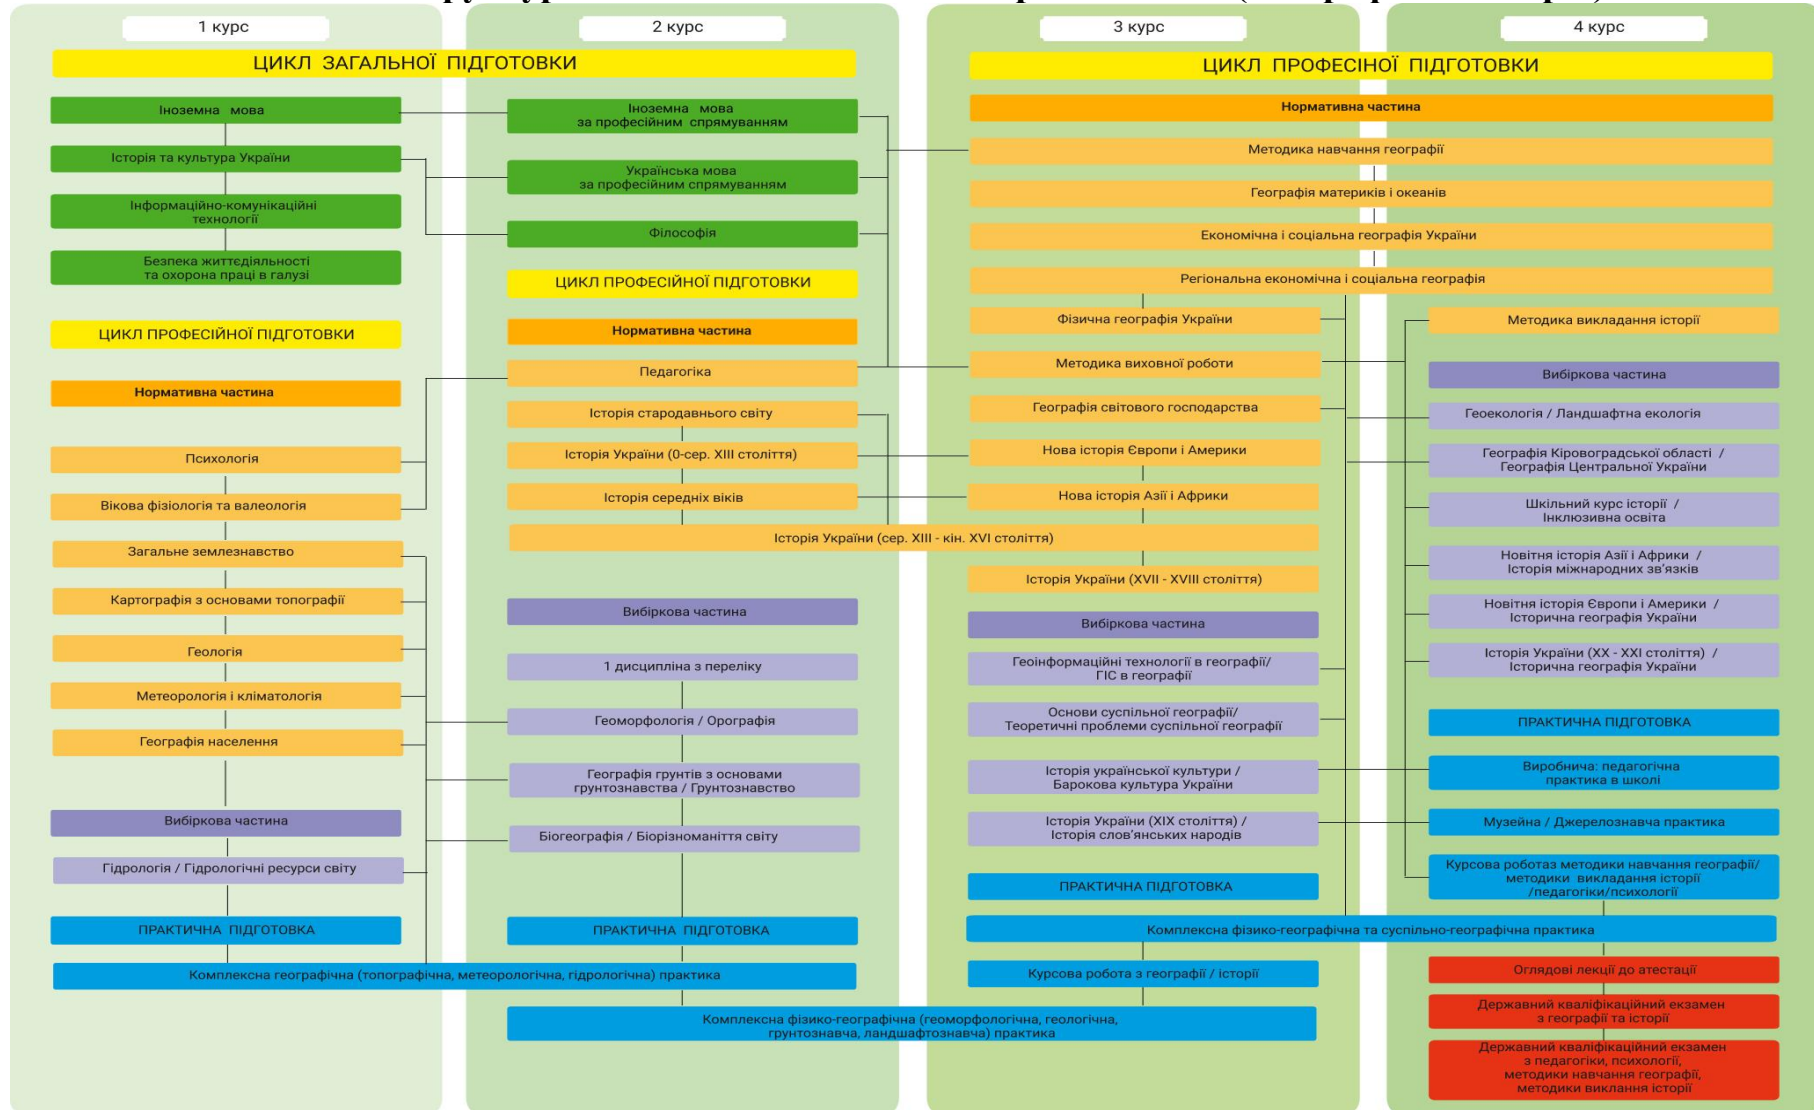 1 курс
ЦИКЛ ЗАГАЛЬНОЇ ПІДГОТОВКИ
Іноземна мова
Історія та культура України
Інформаційно-комунікаційні
технології
Безпека життєдіяльності
та охорона праці в галузі
ЦИКЛ ПРОФЕСІЙНОЇ ПІДГОТОВКИ
Нормативна частина
Психологія
Вікова фізіологія та валеологія
Загальне землезнавство
Картографія з основами топографії
Геологія
Метеорологія і кліматологія
Географія населення
Вибіркова частина
Гідрологія / Гідрологічні ресурси світу
ПРАКТИЧНА ПІДГОТОВКА
Комплексна географічна (топографічна, метеорологічна, гідрологічна) практика
2 курс
Іноземна мова
за професійним спрямуванням
Українська мова
за професійним спрямуванням
Філософія
ЦИКЛ ПРОФЕСІЙНОЇ ПІДГОТОВКИ
Нормативна частина
Педагогіка
Історія стародавнього світу
Історія України (0-сер. XIII століття)
Історія середніх віків
Історія України (сер. XIII - кін. XVI століття)
Вибіркова частина
1 дисципліна з переліку
Геоморфологія / Орографія
Географія грунтів з основами
грунтознавства / Грунтознавство
Біогеографія / Біорізноманіття світу
ПРАКТИЧНА ПІДГОТОВКА
Комплексна фізико-географічна (геоморфологічна, геологічна,
грунтознавча, ландшафтознавча) практика
3 курс
ЦИКЛ ПРОФЕСІНОЇ ПІДГОТОВКИ
Нормативна частина
Методика навчання географії
Географія материків і океанів
Економічна і соціальна географія України
Регіональна економічна і соціальна географія
Фізична географія України
Методика виховної роботи
Географія світового господарства
Нова історія Європи і Америки
Нова історія Азії і Африки
Історія України (XVII - XVIII століття)
Вибіркова частина
Геоінформаційні технології в географії/
ГІС в географії
Основи суспільної географії/
Теоретичні проблеми суспільної географії
Історія української культури /
Барокова культура України
Історія України (XIX століття) /
Історія слов'янських народів
ПРАКТИЧНА ПІДГОТОВКА
Комплексна фізико-географічна та суспільно-географічна практика
Курсова робота з географії / історії
4 курс
Методика викладання історії
Вибіркова частина
Геоекологія / Ландшафтна екологія
Географія Кіровоградської області /
Географія Центральної України
Шкільний курс історії /
Інклюзивна освіта
Новітня історія Азії і Африки /
Історія міжнародних зв'язків
Новітня історія Європи і Америки /
Історична географія України
Історія України (XX - XXI століття) /
Історична географія України
ПРАКТИЧНА ПІДГОТОВКА
Виробнича: педагогічна
практика в школі
Музейна / Джерелознавча практика
Курсова роботаз методики навчання географії/
методики викладання історії
/педагогіки/психології
Оглядові лекції до атестації
Державний кваліфікаційний екзамен
з географії та історії
Державний кваліфікаційний екзамен
з педагогіки, психології,
методики навчання географії,
методики виклання історії